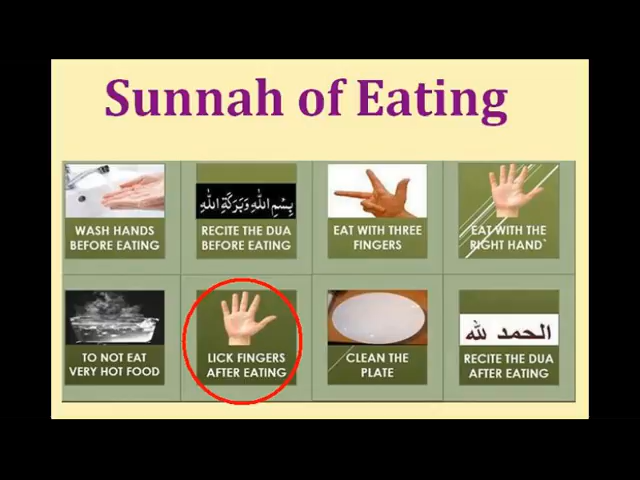 Sunnah of Eating
WASH HANDS
BEFORE EATING
بِسْمِ اللهِ وَبَرَكَةِ اللهِ
RECITE THE DUA
BEFORE EATING
EAT WITH THREE
FINGERS
EAT WITH THE
RIGHT HAND`
TO NOT EAT
VERY HOT FOOD
LICK FINGERS
AFTER EATING
CLEAN THE
PLATE
الحمد لله
RECITE THE DUA
AFTER EATING